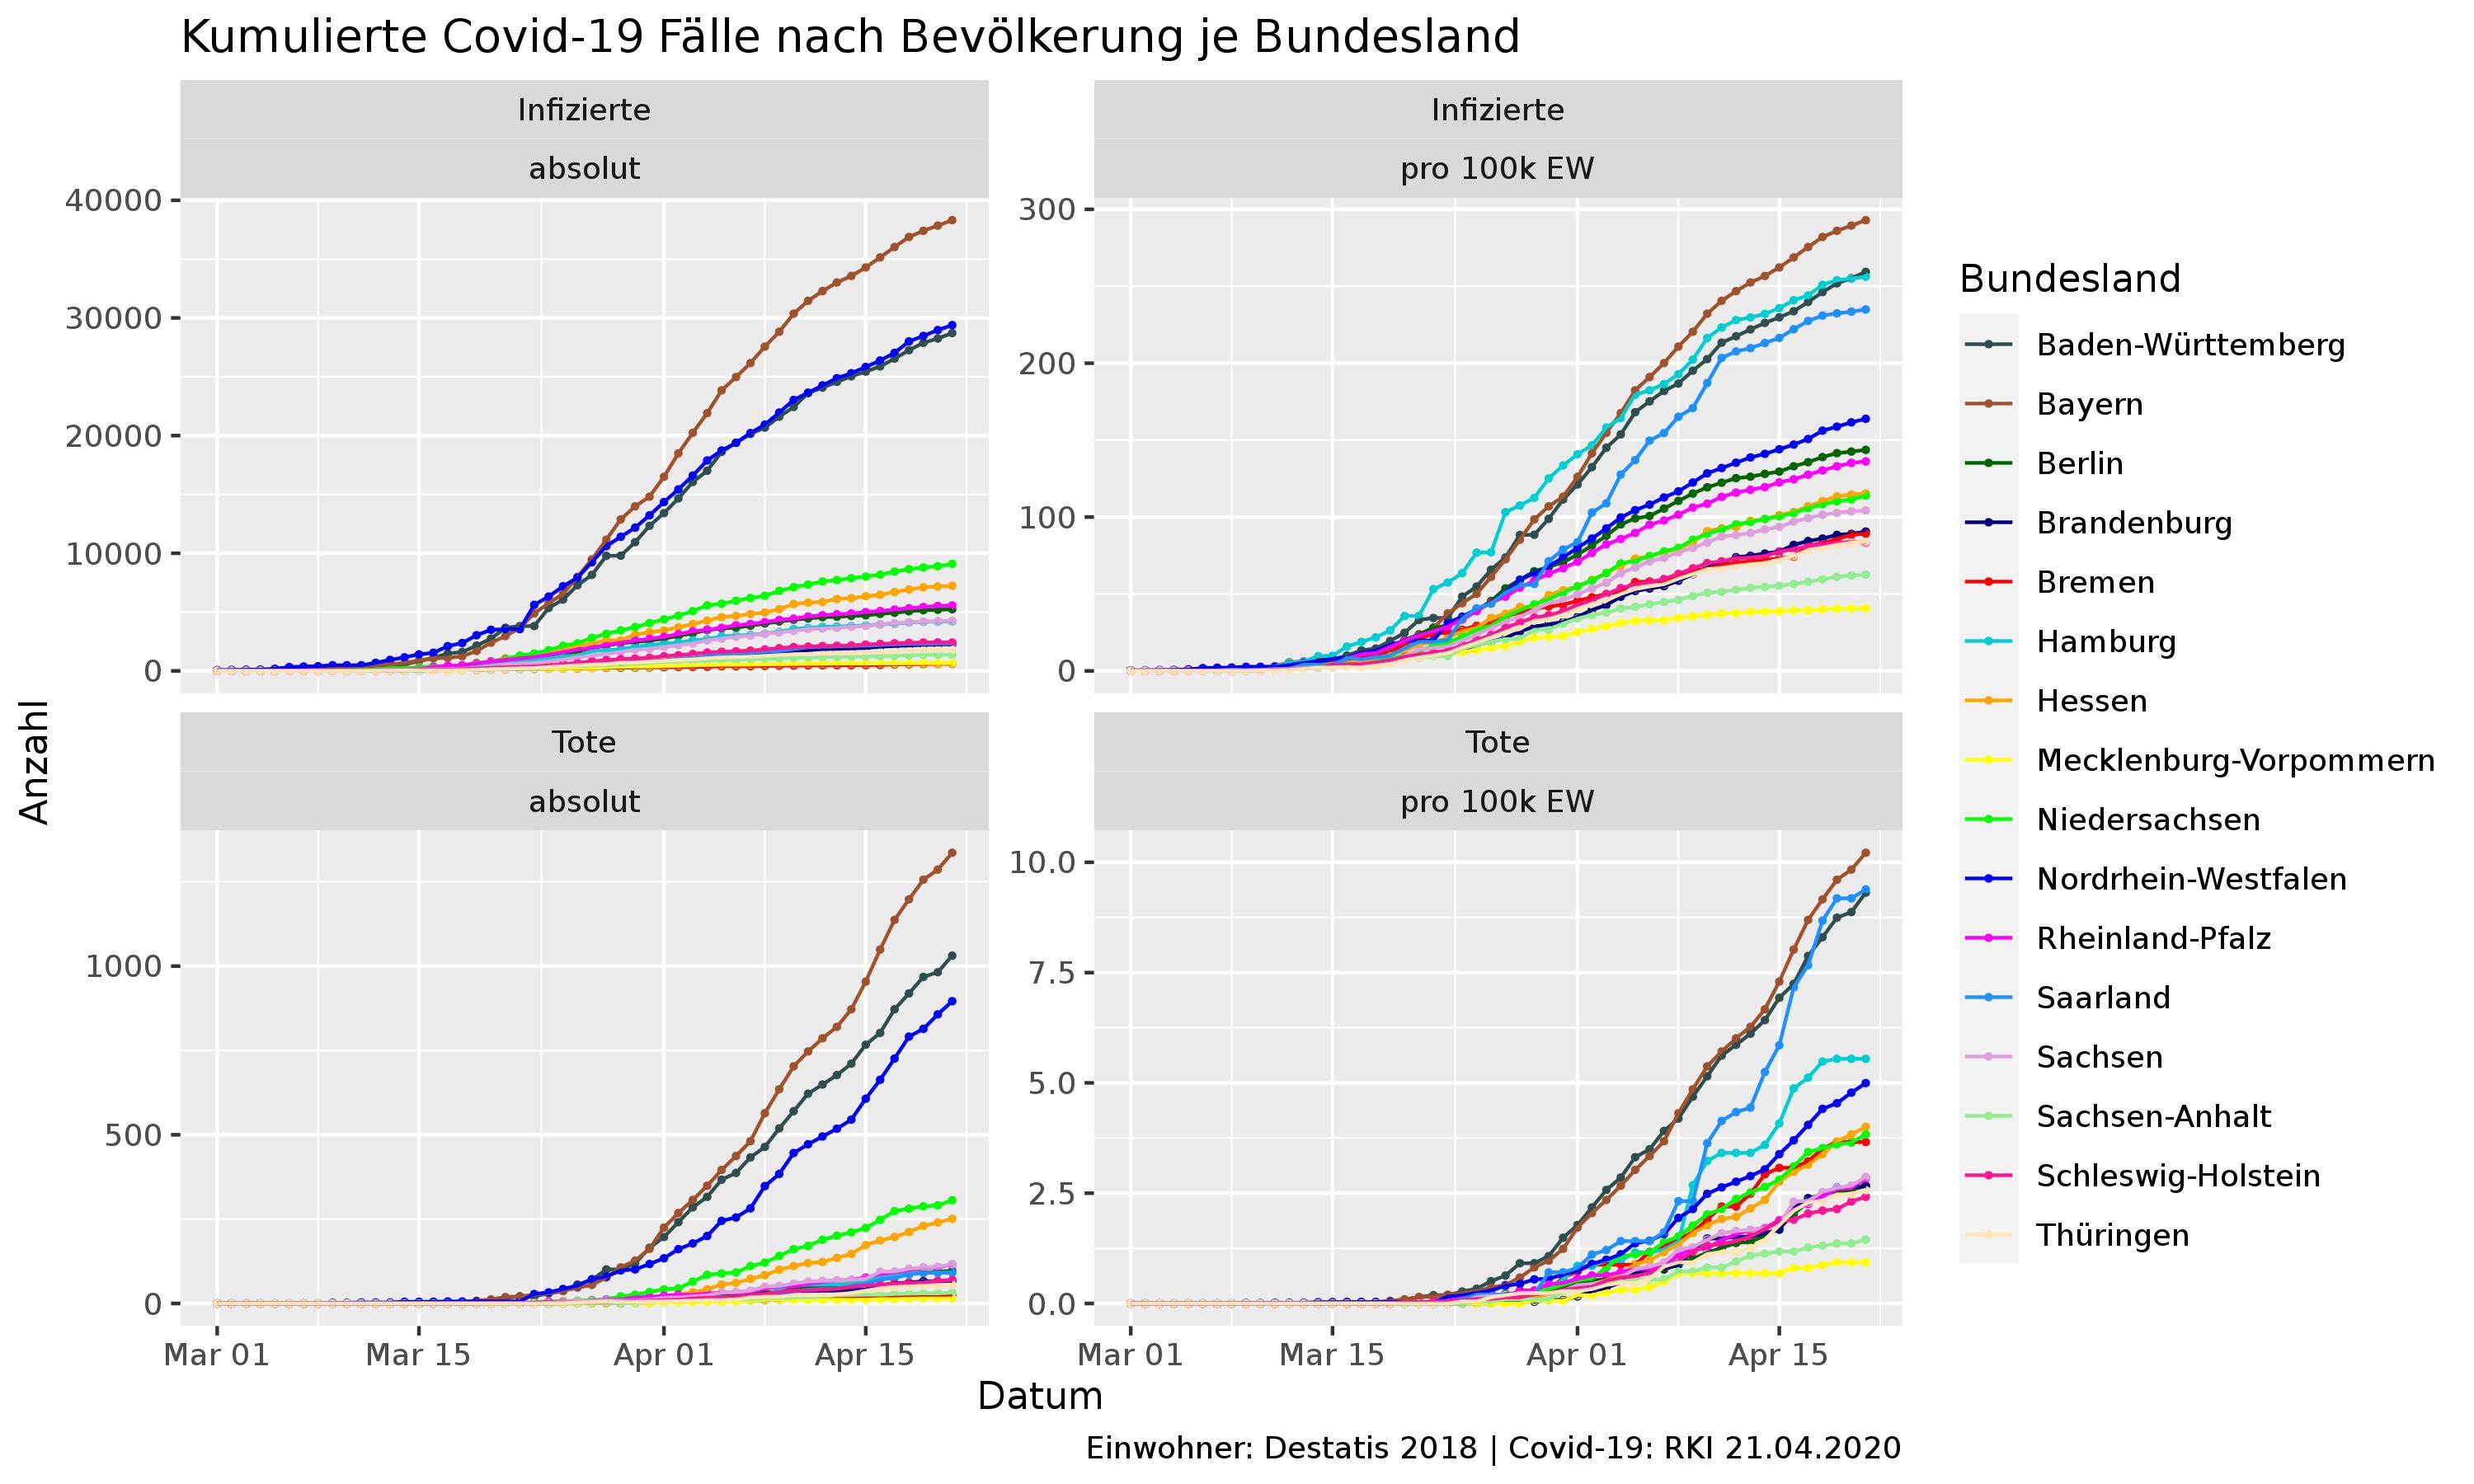 Kumulierte Covid-19 Fälle nach Bevölkerung je Bundesland
Infizierte
absolut
Infizierte
pro 100k EW
40000
30000
20000
10000
0
300
200
100
0
Tote
absolut
Tote
pro 100k EW
1000
500
0
10.0
7.5
5.0
2.5
0.0
Mar 01 Mar 15 Apr 01 Apr 15
Mar 01 Mar 15 Apr 01 Apr 15
Anzahl
Datum
Bundesland
Baden-Württemberg
Bayern
Berlin
Brandenburg
Bremen
Hamburg
Hessen
Mecklenburg-Vorpommern
Niedersachsen
Nordrhein-Westfalen
Rheinland-Pfalz
Saarland
Sachsen
Sachsen-Anhalt
Schleswig-Holstein
Thüringen
Einwohner: Destatis 2018 | Covid-19: RKI 21.04.2020